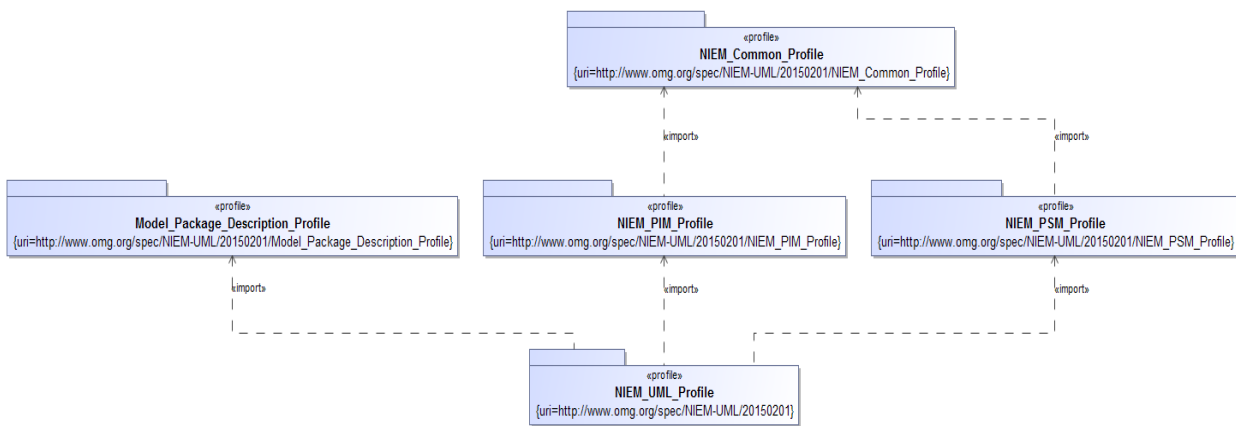 «profile»
NIEM_Common_Profile
{uri=http://www.omg.org/spec/NIEM-UML/20150201/NIEM_Common_Profile}
«import»
«import»
«profile»
Model_Package_Description_Profile
{uri=http://www.omg.org/spec/NIEM-UML/20150201/Model_Package_Description_Profile}
«profile»
NIEM_PIM_Profile
{uri=http://www.omg.org/spec/NIEM-UML/20150201/NIEM_PIM_Profile}
«profile»
NIEM_PSM_Profile
{uri=http://www.omg.org/spec/NIEM-UML/20150201/NIEM_PSM_Profile}
«import»
«import»
«import»
«profile»
NIEM_UML_Profile
{uri=http://www.omg.org/spec/NIEM-UML/20150201}